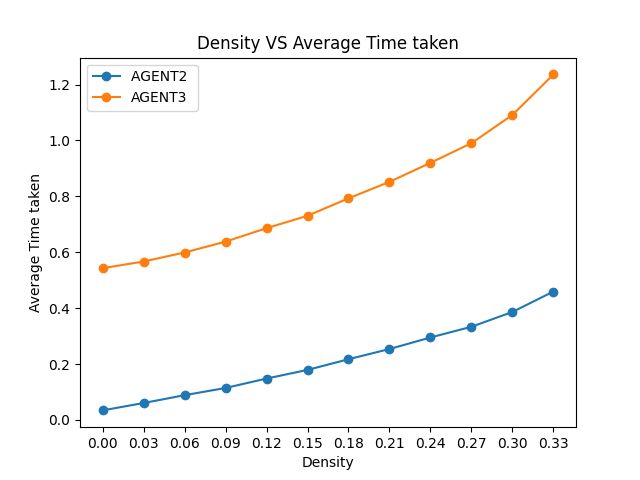 Density VS Average Time taken
AGENT2
AGENT3
Average Time taken
1.2
1.0
0.8
0.6
0.4
0.2
0.0
0.00 0.03 0.06 0.09 0.12 0.15 0.18 0.21 0.24 0.27 0.30 0.33
Density